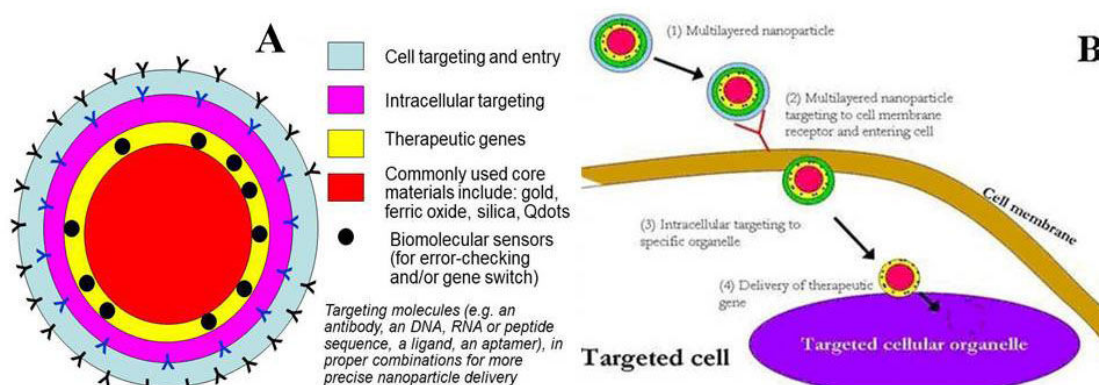 A
Cell targeting and entry
Intracellular targeting
Therapeutic genes
Commonly used core
materials include: gold,
ferric oxide, silica, Qdots
Biomolecular sensors
(for error-checking
and/or gene switch)
Targeting molecules (e.g. an
antibody, an DNA, RNA or peptide
sequence, a ligand, an aptamer), in
proper combinations for more
precise nanoparticle delivery
B
(1) Multilayered nanoparticle
(2) Multilayered nanoparticle
targeting to cell membrane
receptor and entering cell
Cell membrane
(3) Intracellular targeting to
specific organelle
(4) Delivery of therapeutic
gene
Targeted cell
Targeted cellular organelle